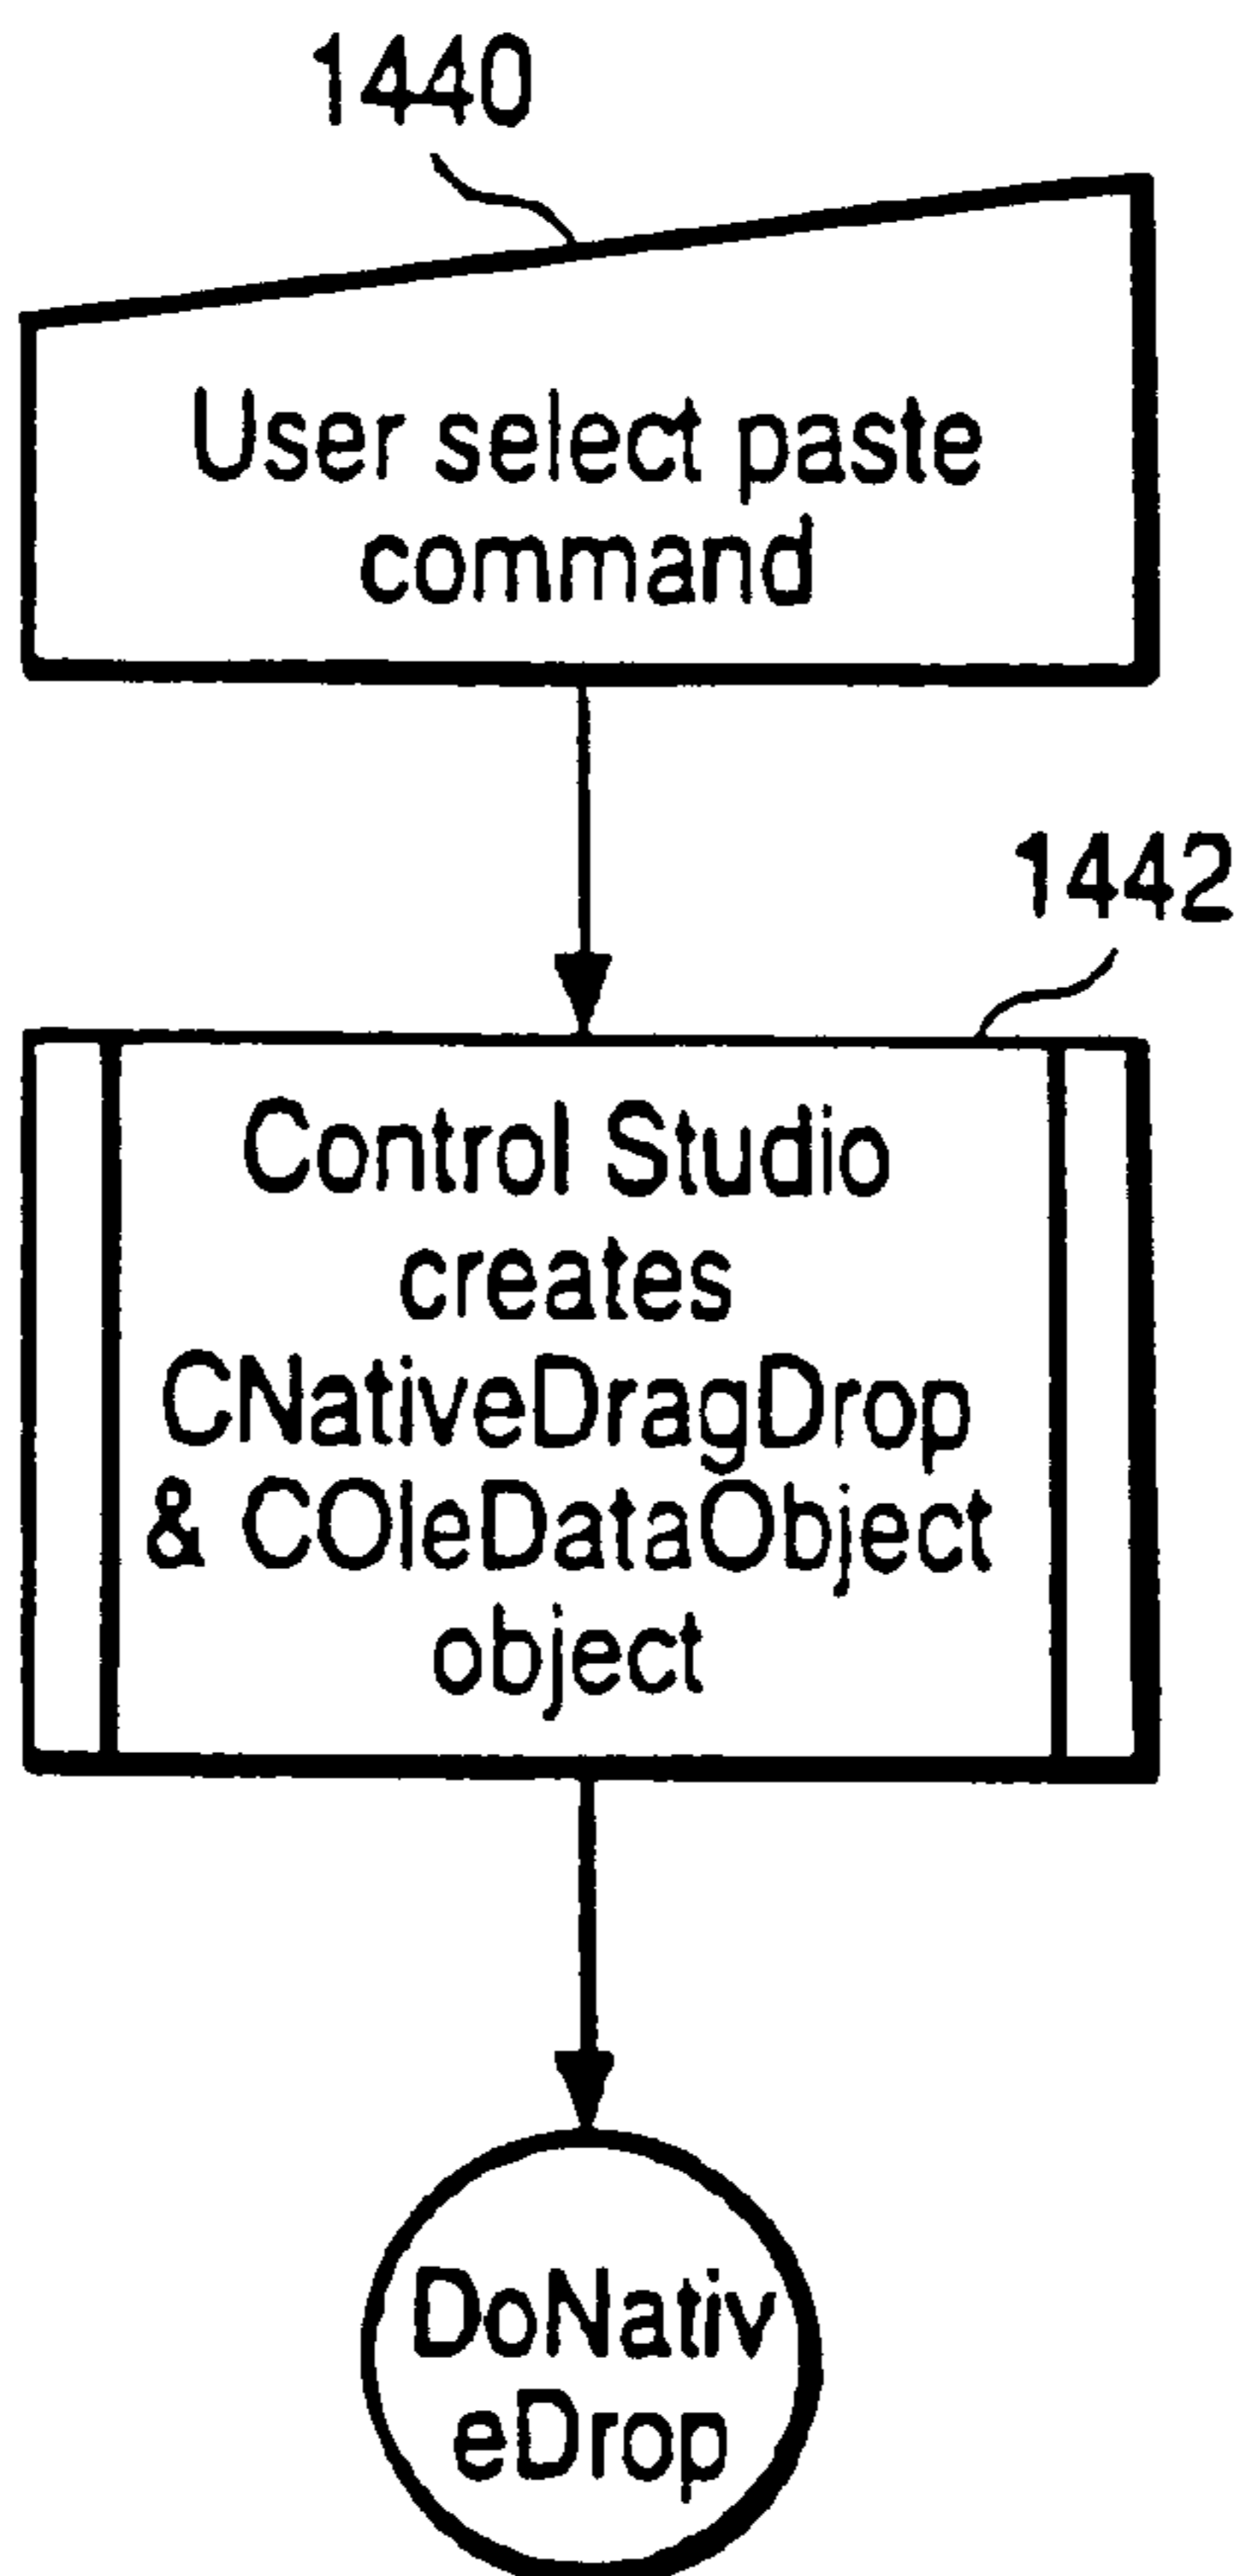 1440
User select paste
command
1442
Control Studio
creates
CNativeDragDrop
& COleDataObject
object
DoNativ
eDrop